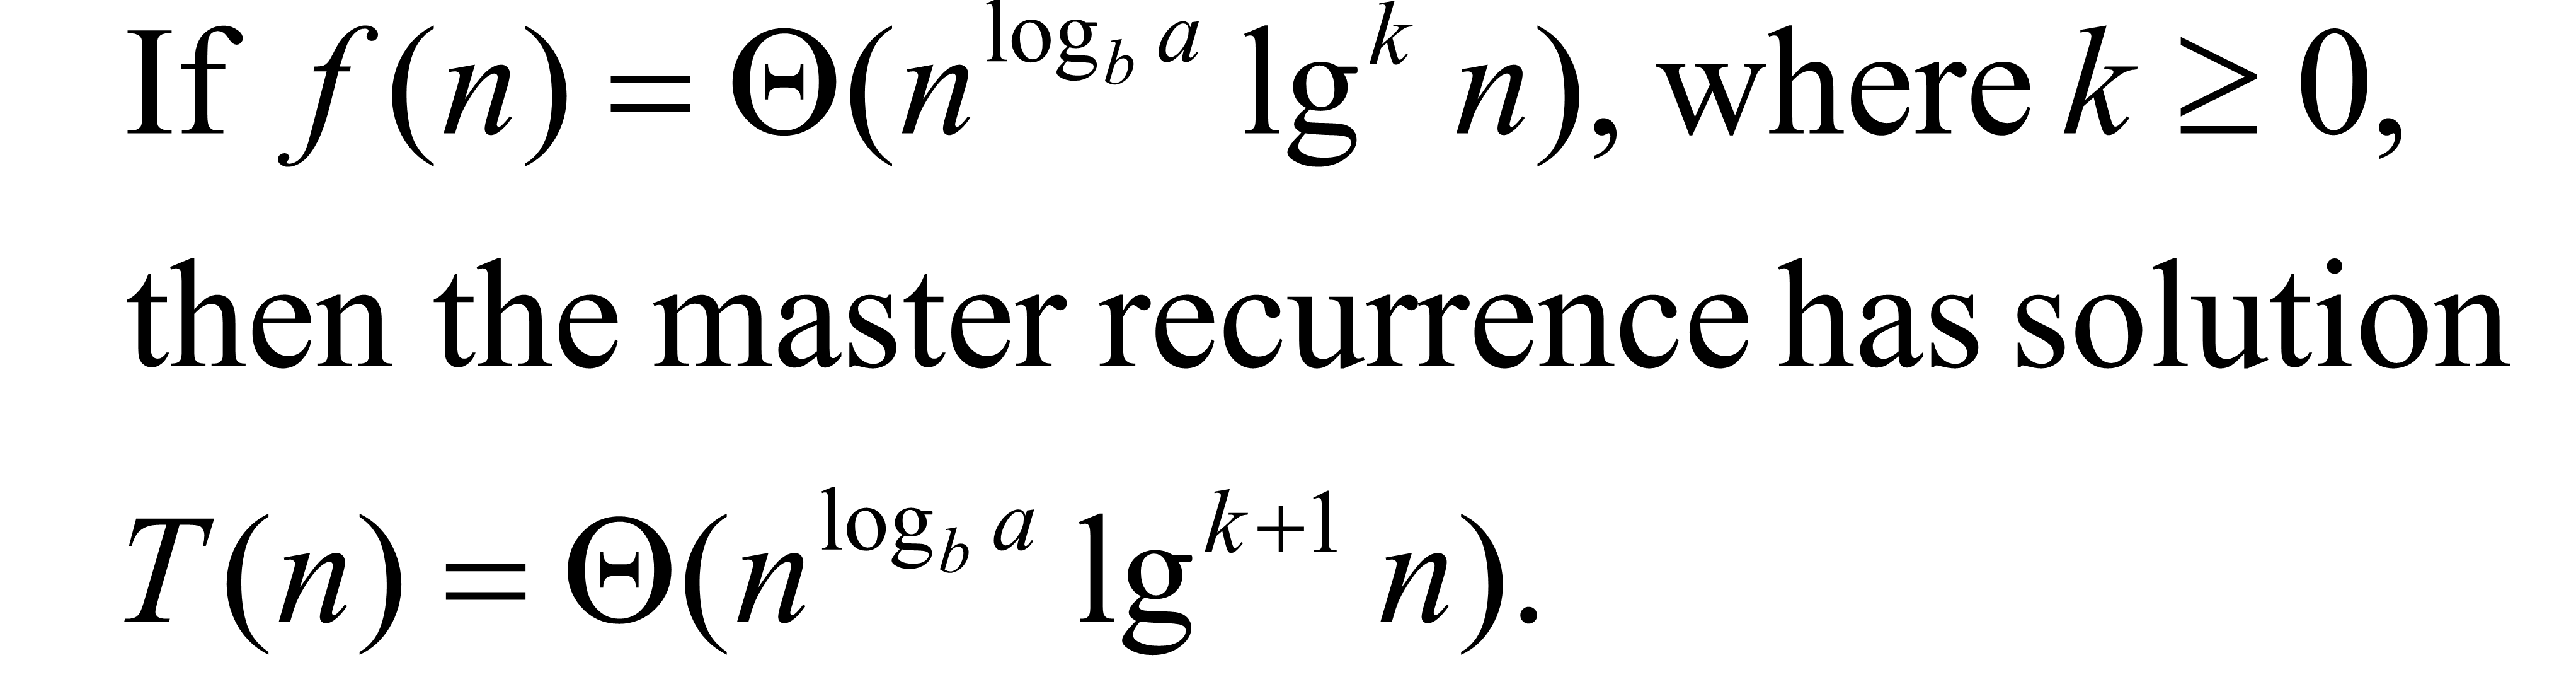 If f(n) = Θ(n^{log_b a} lg^k n), where k ≥ 0,
then the master recurrence has solution
T(n) = Θ(n^{log_b a} lg^{k+1} n).